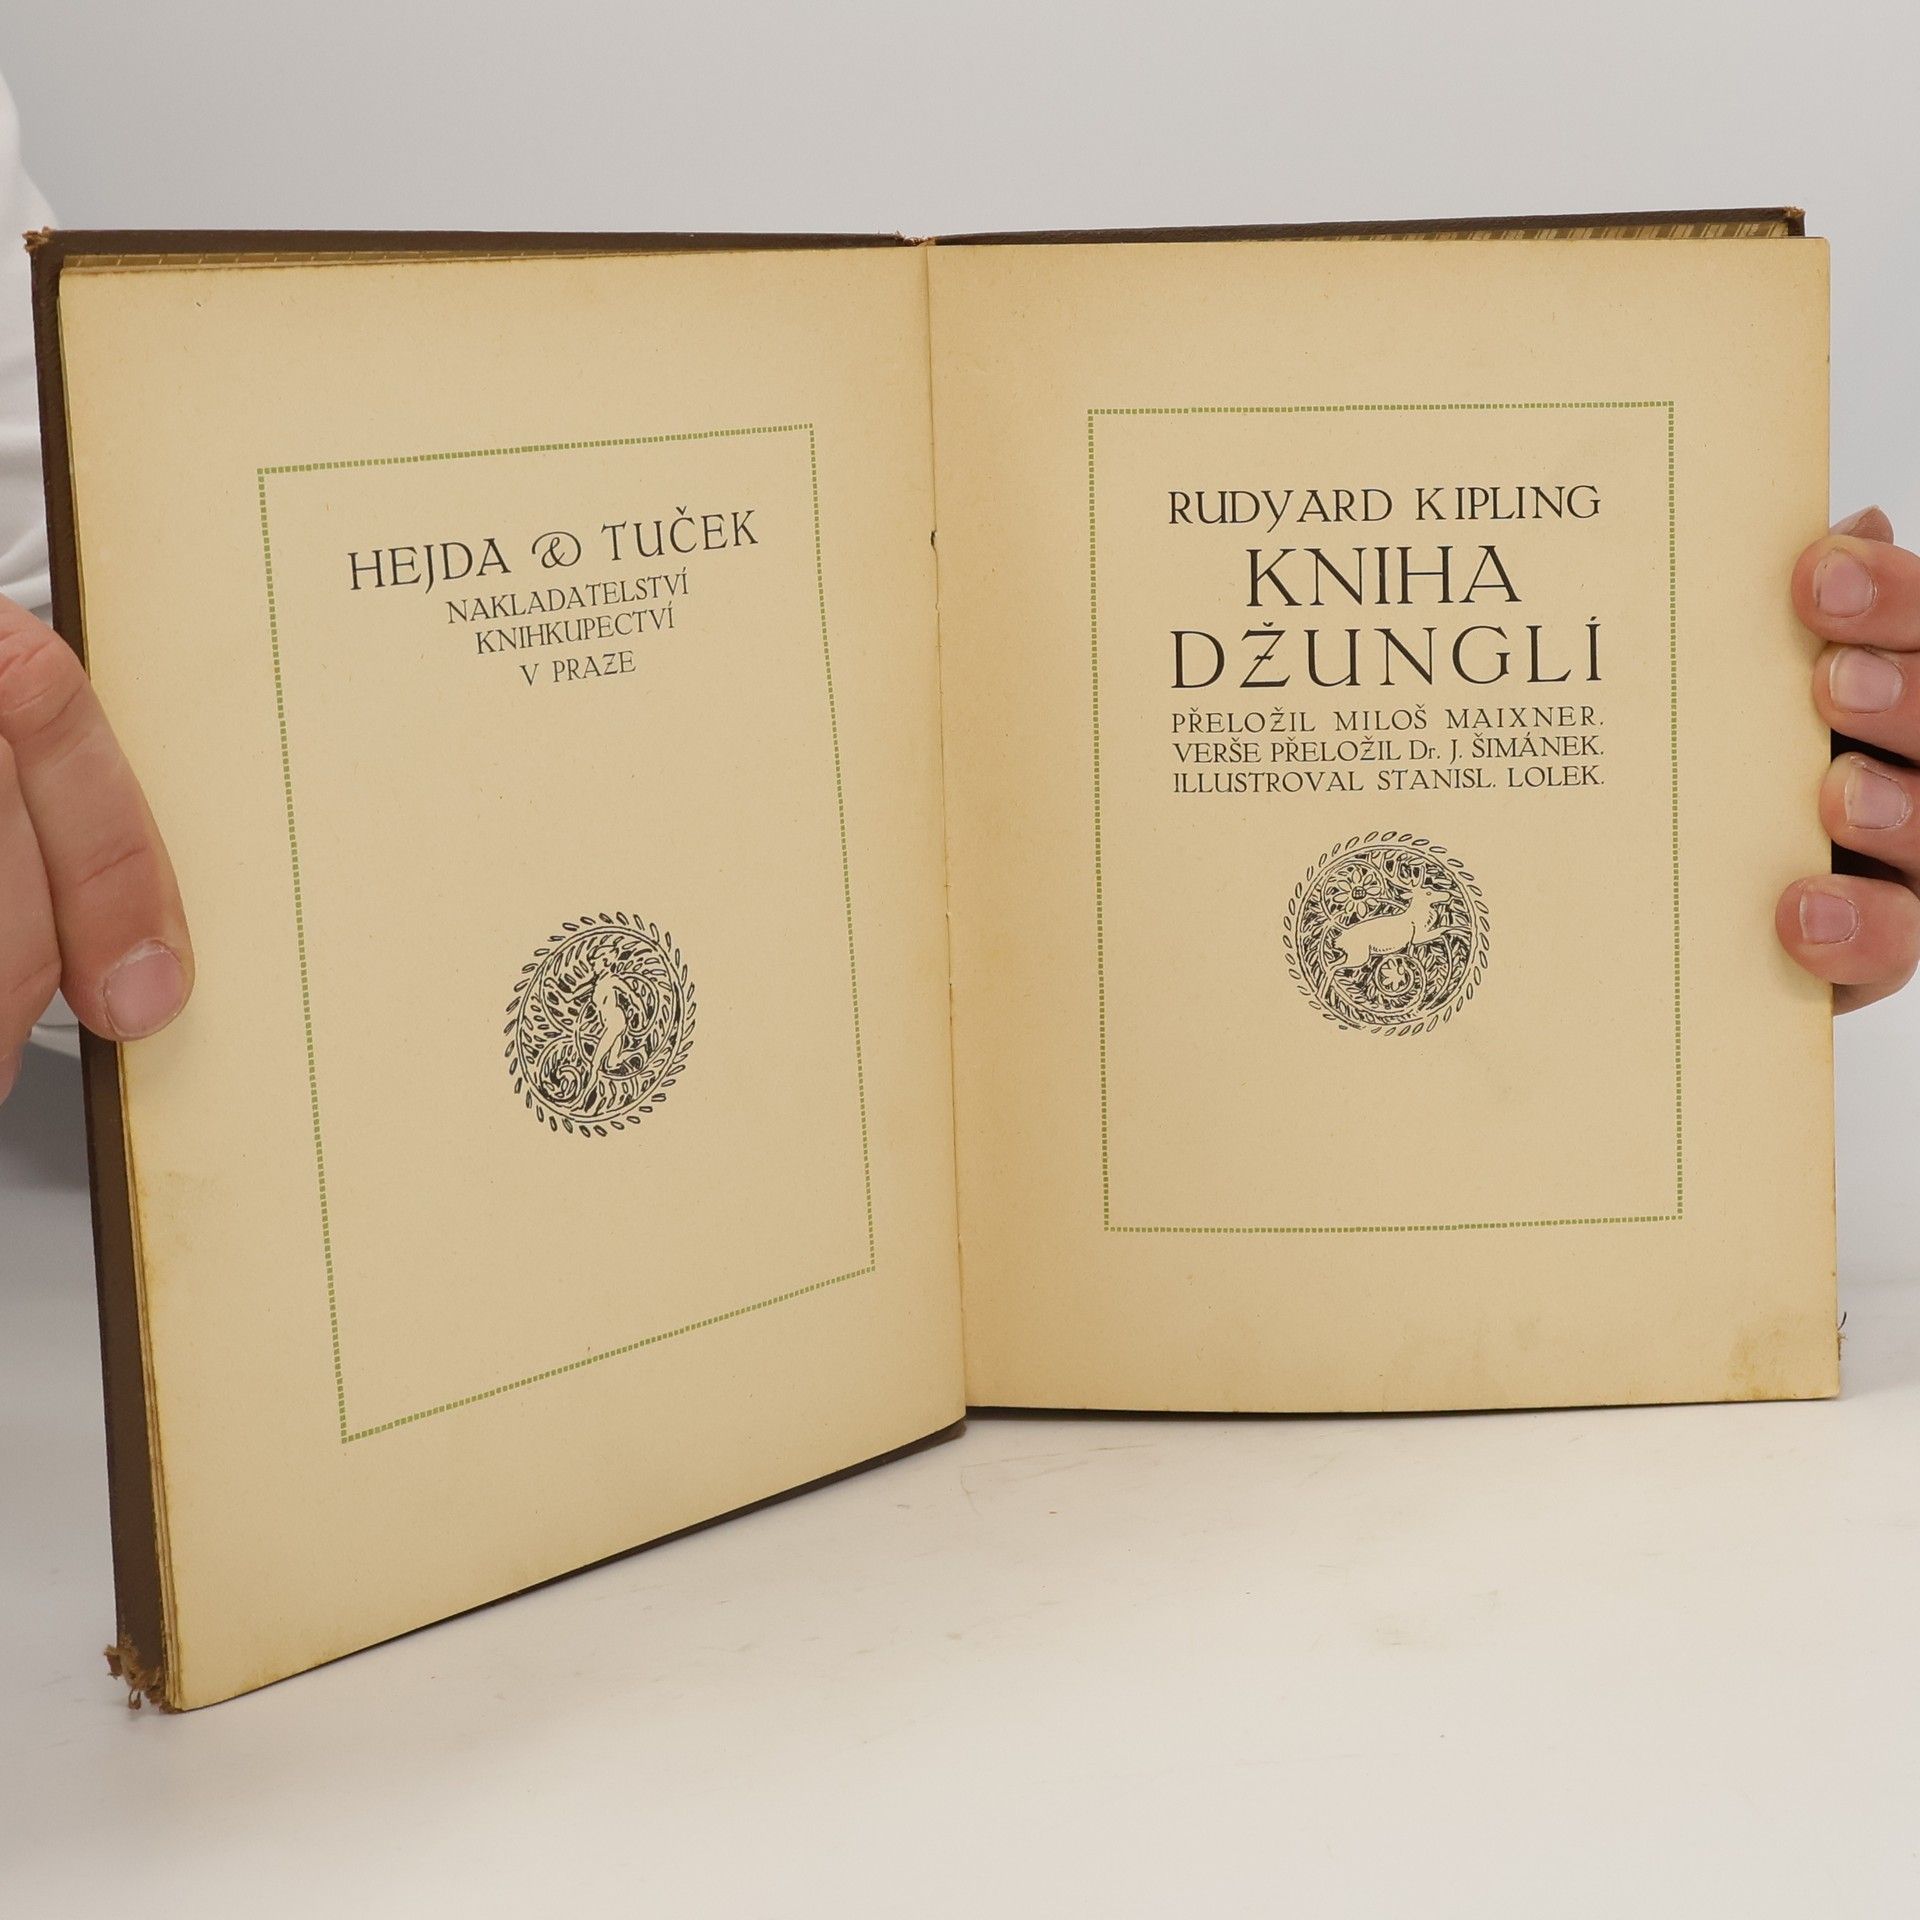 HEJDA & TUČEK
NAKLADATELSTVÍ
KNIHKUPECTVÍ
V PRAZE
RUDYARD KIPLING
KNIHA
DŽUNGLÍ
PŘELOŽIL MILOŠ MAIXNER.
VERŠE PŘELOŽIL Dr. J. ŠIMÁNEK.
ILLUSTROVAL STANISL. LOLEK.